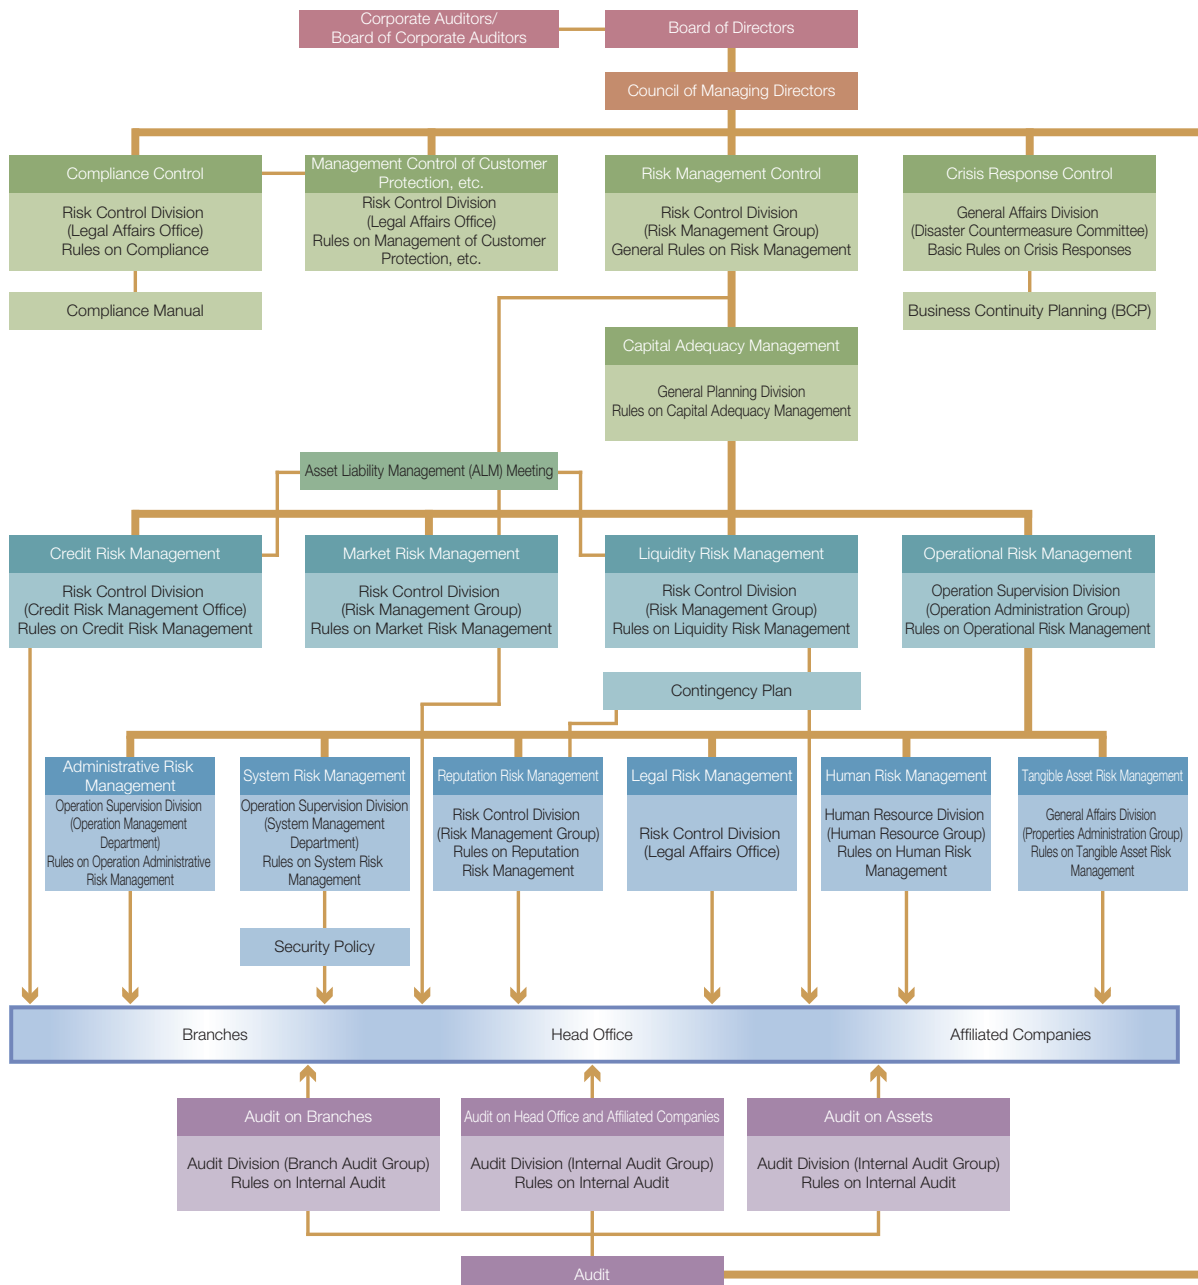 Corporate Auditors/
Board of Corporate Auditors
Board of Directors
Council of Managing Directors
Compliance Control
Risk Control Division
(Legal Affairs Office)
Rules on Compliance
Compliance Manual
Management Control of Customer
Protection, etc.
Risk Control Division
(Legal Affairs Office)
Rules on Management of Customer
Protection, etc.
Risk Management Control
Risk Control Division
(Risk Management Group)
General Rules on Risk Management
Crisis Response Control
General Affairs Division
(Disaster Countermeasure Committee)
Basic Rules on Crisis Responses
Business Continuity Planning (BCP)
Capital Adequacy Management
General Planning Division
Rules on Capital Adequacy Management
Asset Liability Management (ALM) Meeting
Credit Risk Management
Risk Control Division
(Credit Risk Management Office)
Rules on Credit Risk Management
Market Risk Management
Risk Control Division
(Risk Management Group)
Rules on Market Risk Management
Liquidity Risk Management
Risk Control Division
(Risk Management Group)
Rules on Liquidity Risk Management
Operational Risk Management
Operation Supervision Division
(Operation Administration Group)
Rules on Operational Risk Management
Contingency Plan
Administrative Risk
Management
Operation Supervision Division
(Operation Management
Department)
Rules on Operation Administrative
Risk Management
System Risk Management
Operation Supervision Division
(System Management
Department)
Rules on System Risk
Management
Security Policy
Reputation Risk Management
Risk Control Division
(Risk Management Group)
Rules on Reputation
Risk Management
Legal Risk Management
Risk Control Division
(Legal Affairs Office)
Human Risk Management
Human Resource Division
(Human Resource Group)
Rules on Human Risk
Management
Tangible Asset Risk Management
General Affairs Division
(Properties Administration Group)
Rules on Tangible Asset Risk
Management
Branches
Head Office
Affiliated Companies
Audit on Branches
Audit Division (Branch Audit Group)
Rules on Internal Audit
Audit on Head Office and Affiliated Companies
Audit Division (Internal Audit Group)
Rules on Internal Audit
Audit on Assets
Audit Division (Internal Audit Group)
Rules on Internal Audit
Audit